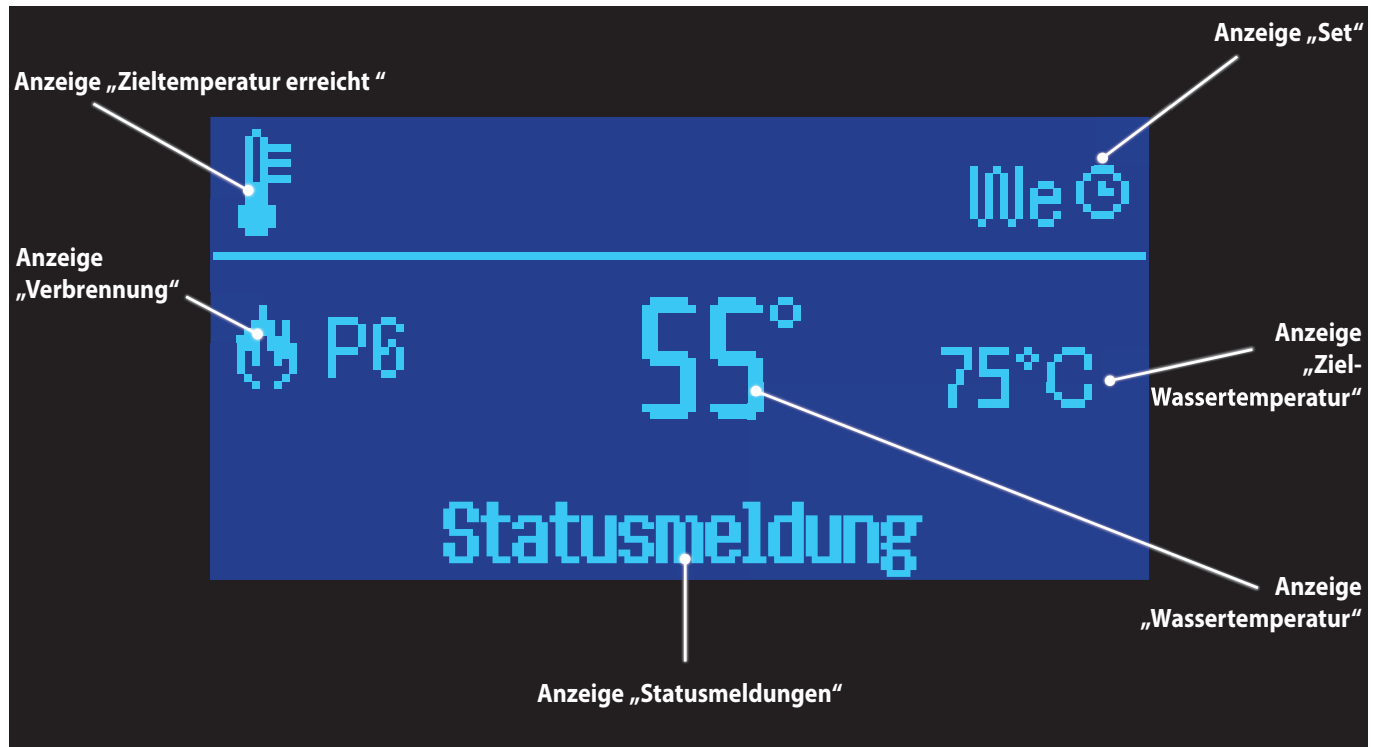 Anzeige „Set“
Anzeige „Zieltemperatur erreicht “
We
Anzeige
„Verbrennung“
P6
55°
75°C
Anzeige
„Ziel-
Wassertemperatur“
Statusmeldung
Anzeige
„Wassertemperatur“
Anzeige „Statusmeldungen“